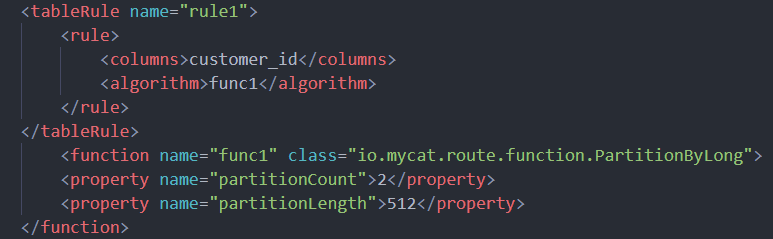 <tableRule name="rule1">
<rule>
<columns>customer_id</columns>
<algorithm>func1</algorithm>
</rule>
</tableRule>
<function name="func1" class="io.mycat.route.function.PartitionByLong">
<property name="partitionCount">2</property>
<property name="partitionLength">512</property>
</function>